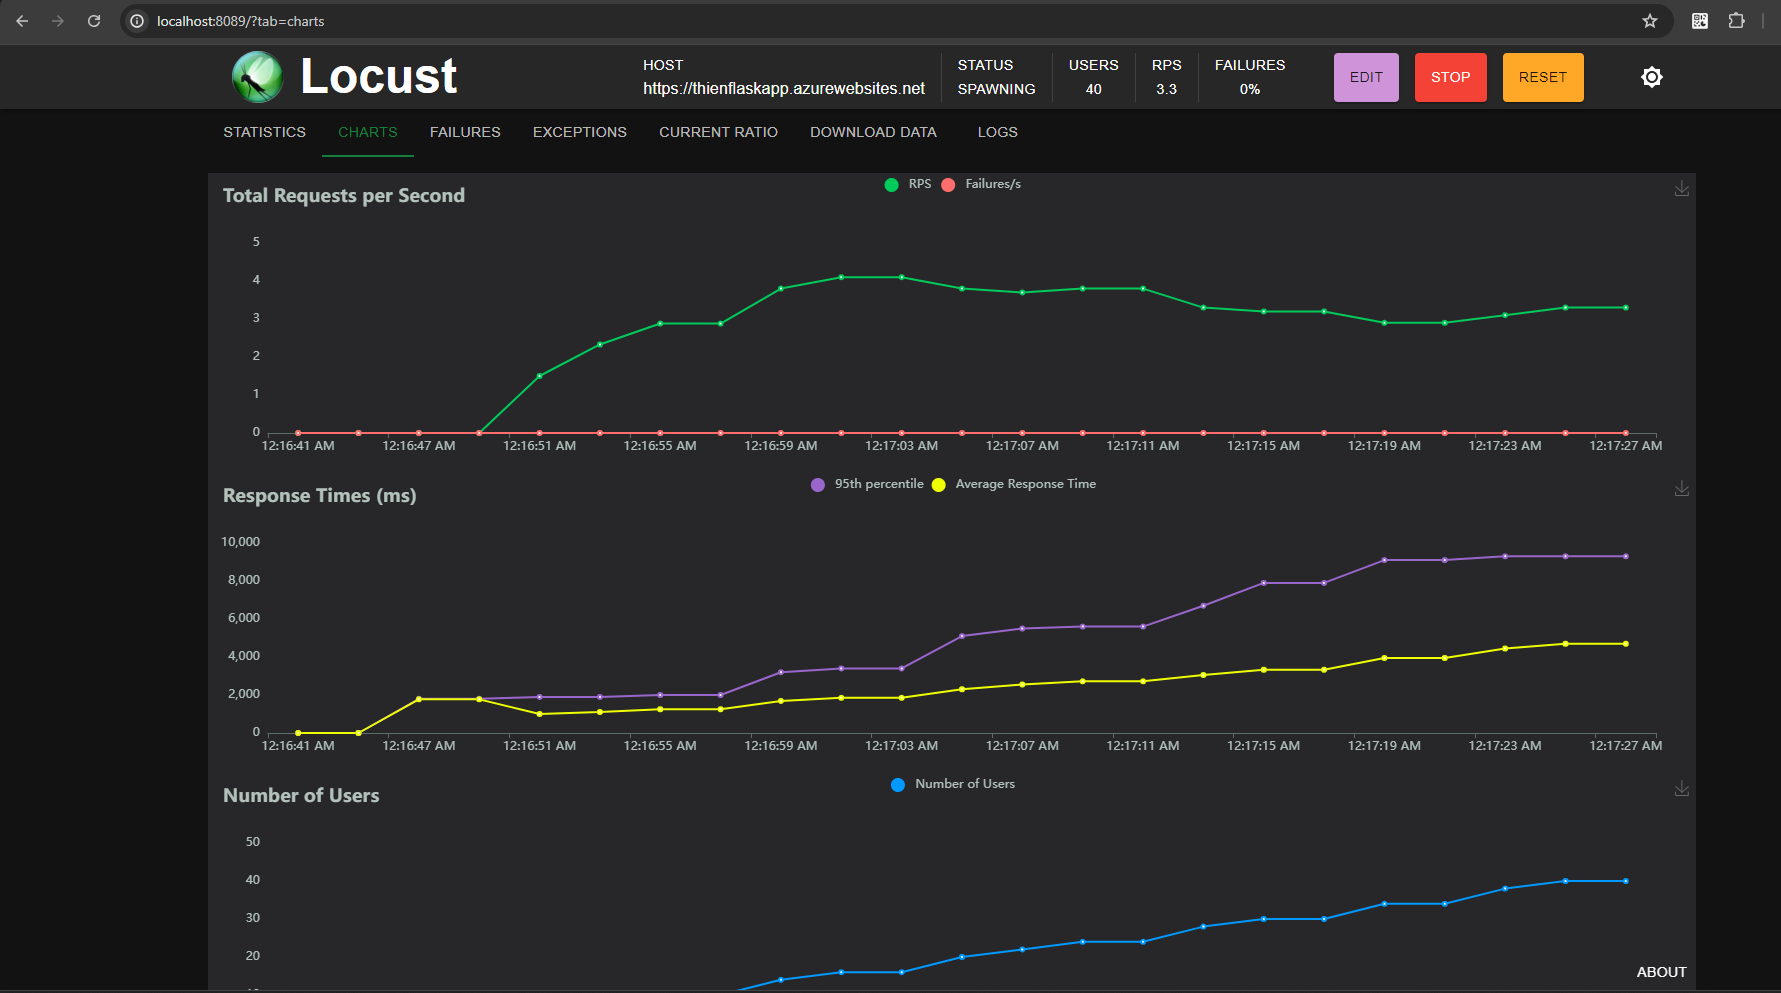 localhost:8089/?tab=charts
Locust
HOST
https://thienflaskapp.azurewebsites.net
STATUS
SPAWNING
USERS
40
RPS
3.3
FAILURES
0%
EDIT
STOP
RESET
STATISTICS CHARTS FAILURES EXCEPTIONS CURRENT RATIO DOWNLOAD DATA LOGS
Total Requests per Second
RPS Failures/s
5
4
3
2
1
0
12:16:41 AM 12:16:47 AM 12:16:51 AM 12:16:55 AM 12:16:59 AM 12:17:03 AM 12:17:07 AM 12:17:11 AM 12:17:15 AM 12:17:19 AM 12:17:23 AM 12:17:27 AM
Response Times (ms)
95th percentile Average Response Time
10,000
8,000
6,000
4,000
2,000
0
12:16:41 AM 12:16:47 AM 12:16:51 AM 12:16:55 AM 12:16:59 AM 12:17:03 AM 12:17:07 AM 12:17:11 AM 12:17:15 AM 12:17:19 AM 12:17:23 AM 12:17:27 AM
Number of Users
Number of Users
50
40
30
20
ABOUT